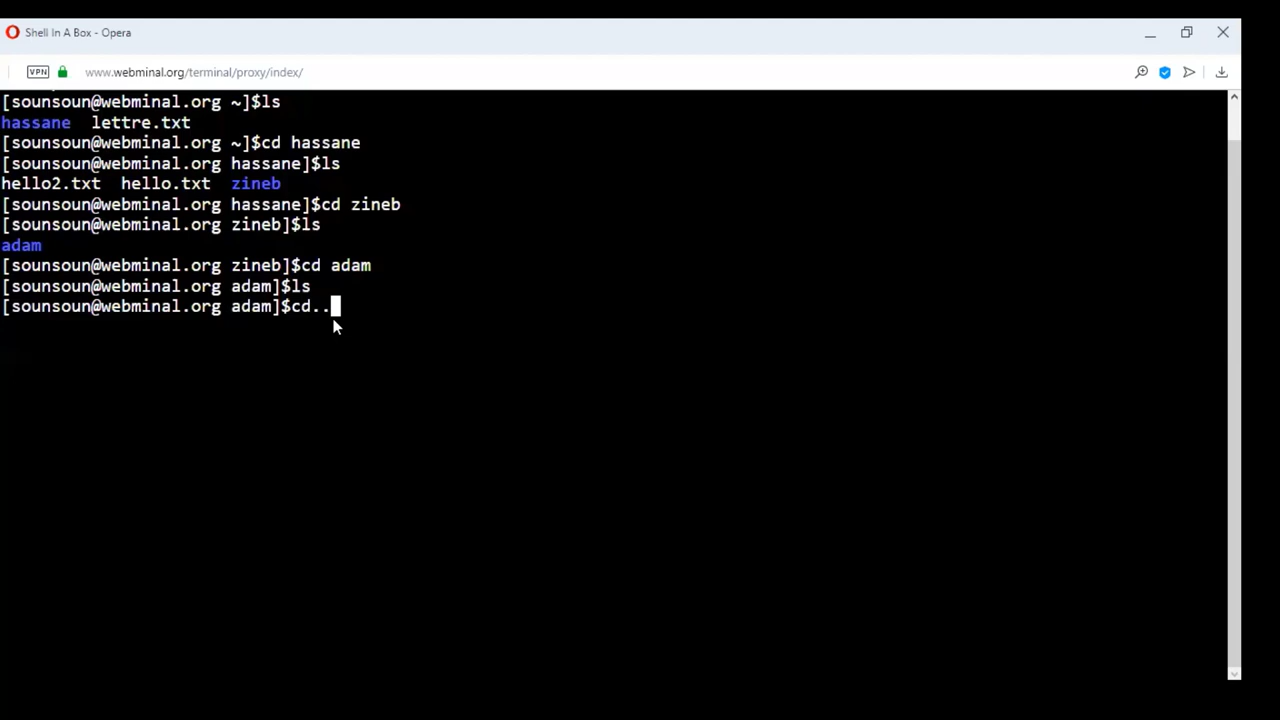 Shell In A Box - Opera
VPN www.webminal.org/terminal/proxy/index/
[sounsoun@webminal.org ~]$ls
hassane lettre.txt
[sounsoun@webminal.org ~]$cd hassane
[sounsoun@webminal.org hassane]$ls
hello2.txt hello.txt zineb
[sounsoun@webminal.org hassane]$cd zineb
[sounsoun@webminal.org zineb]$ls
adam
[sounsoun@webminal.org zineb]$cd adam
[sounsoun@webminal.org adam]$ls
[sounsoun@webminal.org adam]$cd..